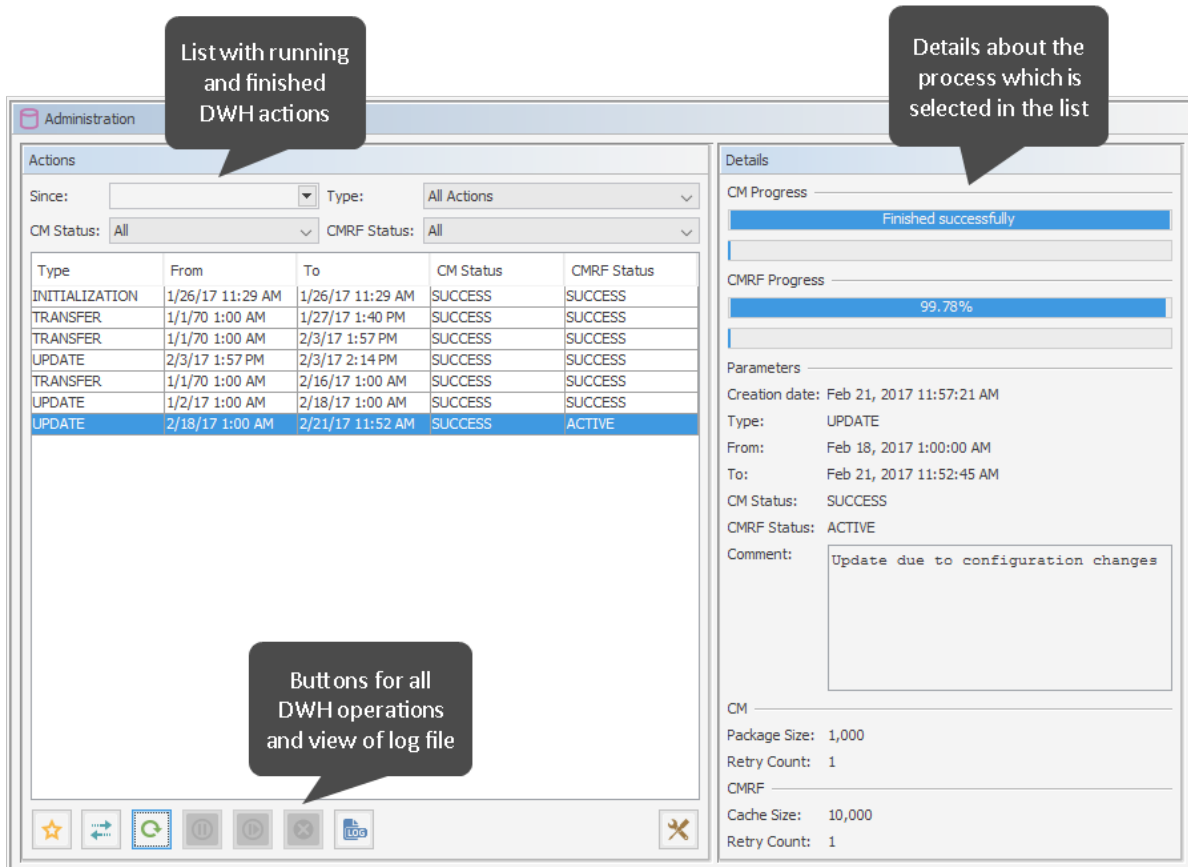 List with running
and finished
DWH actions
Details about the
process which is
selected in the list
Administration
Actions
Since:
Type: All Actions
CM Status: All
CMRF Status: All
Type From To CM Status CMRF Status
INITIALIZATION 1/26/17 11:29 AM 1/26/17 11:29 AM SUCCESS SUCCESS
TRANSFER 1/1/70 1:00 AM 1/27/17 1:40 PM SUCCESS SUCCESS
TRANSFER 1/1/70 1:00 AM 2/3/17 1:57 PM SUCCESS SUCCESS
UPDATE 2/3/17 1:57 PM 2/3/17 2:14 PM SUCCESS SUCCESS
TRANSFER 1/1/70 1:00 AM 2/16/17 1:00 AM SUCCESS SUCCESS
UPDATE 1/2/17 1:00 AM 2/18/17 1:00 AM SUCCESS SUCCESS
UPDATE 2/18/17 1:00 AM 2/21/17 11:52 AM SUCCESS ACTIVE
Buttons for all
DWH operations
and view of log file
LOG
Details
CM Progress
Finished successfully
CMRF Progress
99.78%
Parameters
Creation date: Feb 21, 2017 11:57:21 AM
Type: UPDATE
From: Feb 18, 2017 1:00:00 AM
To: Feb 21, 2017 11:52:45 AM
CM Status: SUCCESS
CMRF Status: ACTIVE
Comment: Update due to configuration changes
CM
Package Size: 1,000
Retry Count: 1
CMRF
Cache Size: 10,000
Retry Count: 1